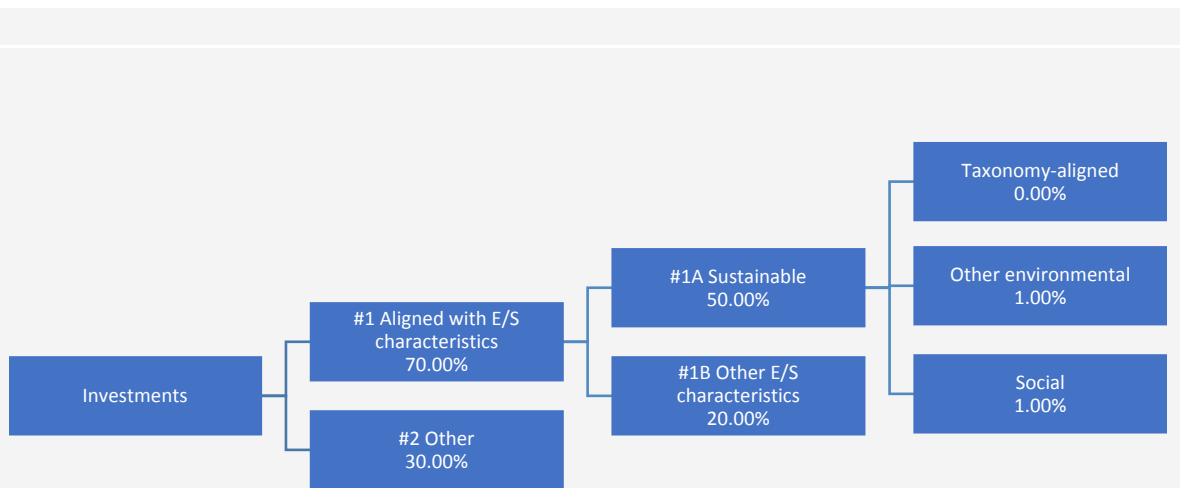 Investments
#1 Aligned with E/S
characteristics
70.00%
#2 Other
30.00%
#1A Sustainable
50.00%
#1B Other E/S
characteristics
20.00%
Taxonomy-aligned
0.00%
Other environmental
1.00%
Social
1.00%